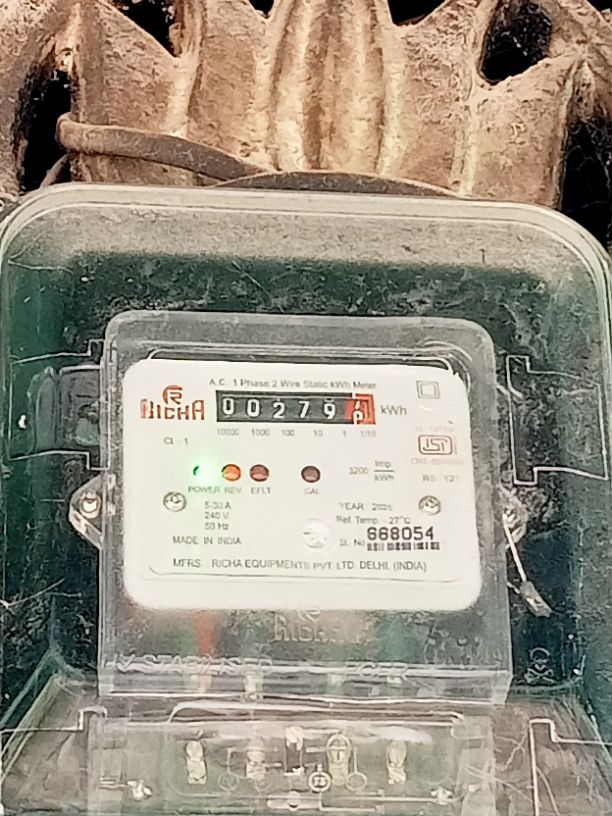 A.C. 1 Phase 2 Wire Static kWh Meter
RICHA
00279 kWh
10000 1000 100 10 1 1/10
CL - 1
3200 Imp. kWh
POWER REV. E/LT CAL
5-30 A
240 V
50 Hz
YEAR : 2025
Ref. Temp. - 27°C
MADE IN INDIA
SL. No. 668054
MFRS. : RICHA EQUIPMENTS PVT. LTD. DELHI, (INDIA)
RICHA